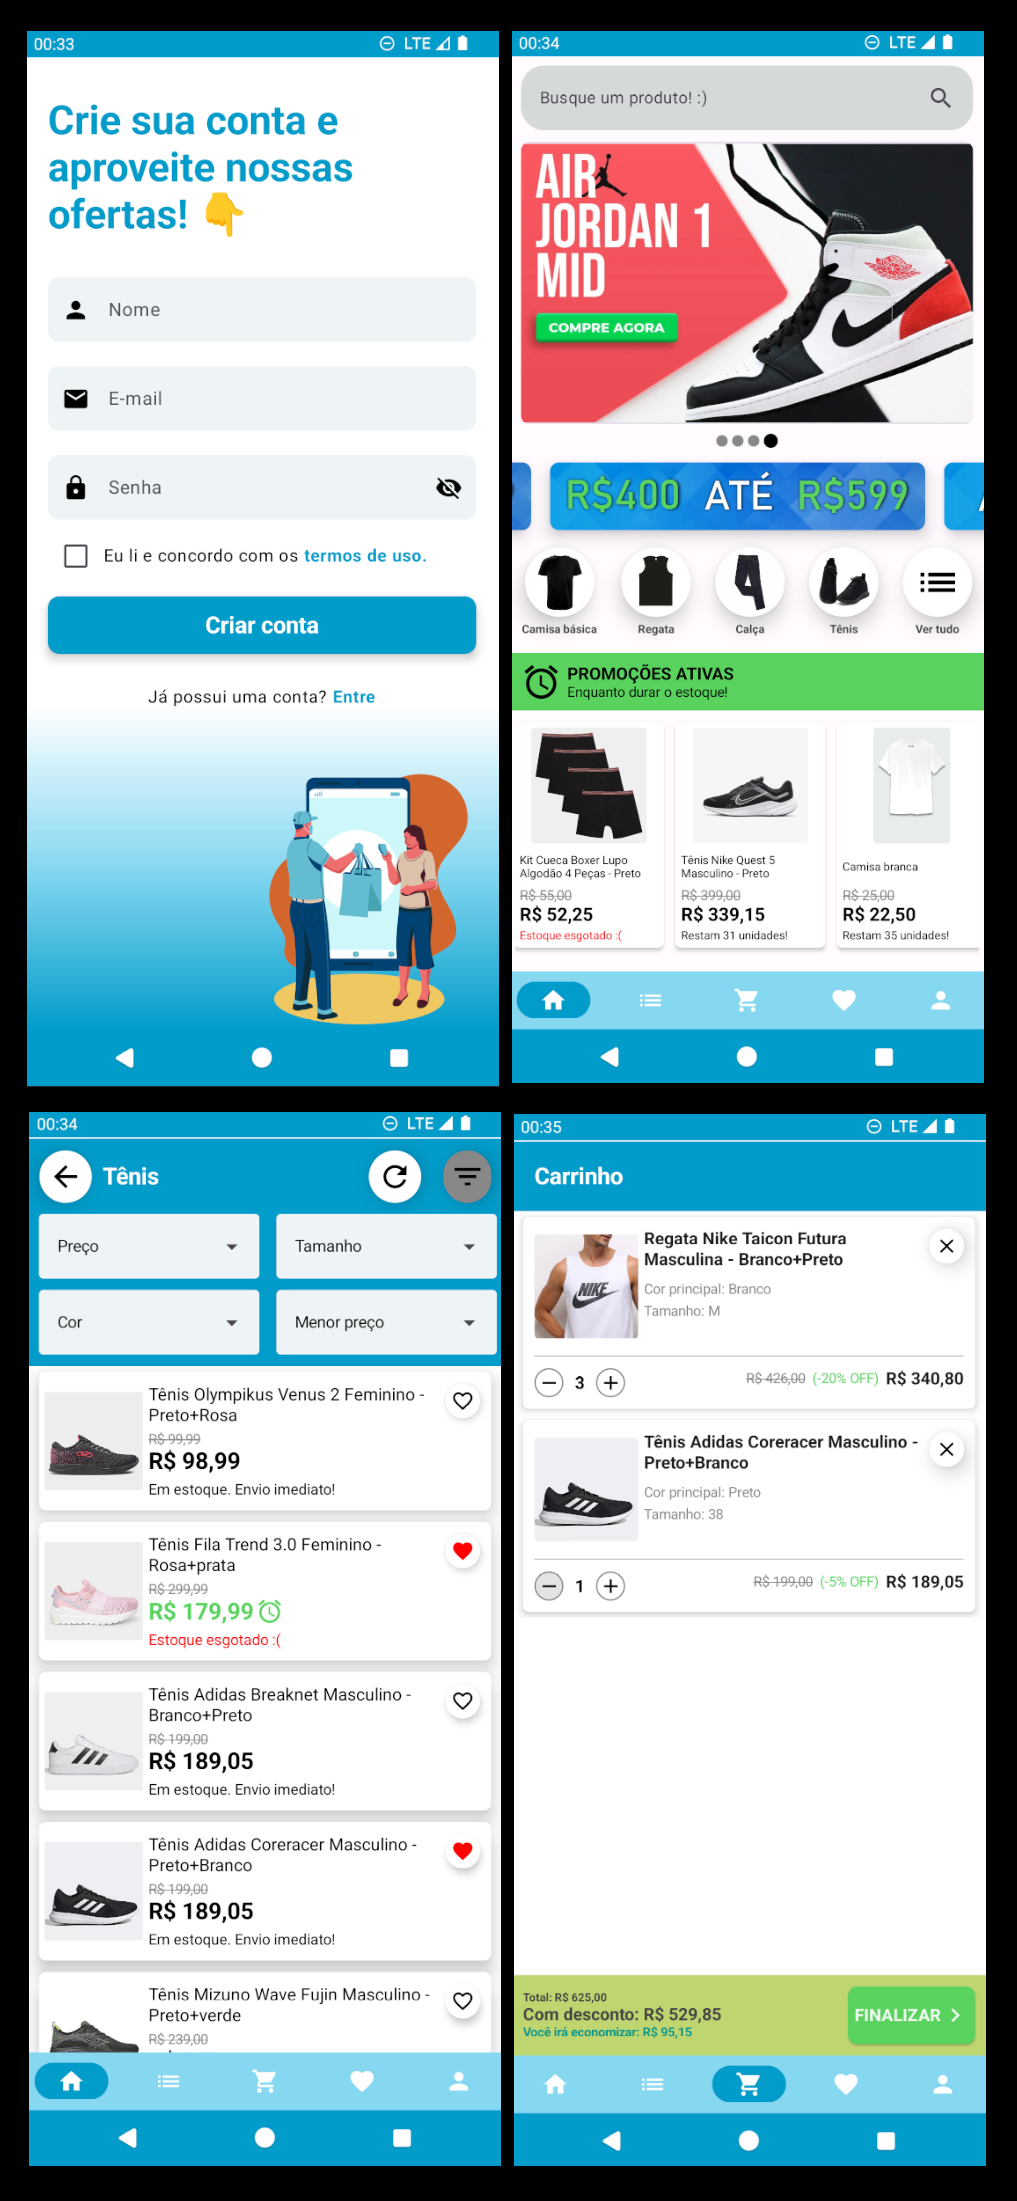 00:33
LTE
Crie sua conta e
aproveite nossas
ofertas! 👇
Nome
E-mail
Senha
Eu li e concordo com os termos de uso.
Criar conta
Já possui uma conta? Entre
00:34
LTE
Busque um produto! :)
AIR
JORDAN 1
MID
COMPRE AGORA
R$400 ATÉ R$599
Camisa básica
Regata
Calça
Tênis
Ver tudo
PROMOÇÕES ATIVAS
Enquanto durar o estoque!
Kit Cueca Boxer Lupo
Algodão 4 Peças - Preto
R$ 55,00
R$ 52,25
Estoque esgotado :(
Tênis Nike Quest 5
Masculino - Preto
R$ 399,00
R$ 339,15
Restam 31 unidades!
Camisa branca
R$ 25,00
R$ 22,50
Restam 35 unidades!
00:34
LTE
Tênis
Preço
Tamanho
Cor
Menor preço
Tênis Olympikus Venus 2 Feminino -
Preto+Rosa
R$ 99,99
R$ 98,99
Em estoque. Envio imediato!
Tênis Fila Trend 3.0 Feminino -
Rosa+prata
R$ 299,99
R$ 179,99
Estoque esgotado :(
Tênis Adidas Breaknet Masculino -
Branco+Preto
R$ 199,00
R$ 189,05
Em estoque. Envio imediato!
Tênis Adidas Coreracer Masculino -
Preto+Branco
R$ 199,00
R$ 189,05
Em estoque. Envio imediato!
Tênis Mizuno Wave Fujin Masculino -
Preto+verde
R$ 239,00
00:35
LTE
Carrinho
Regata Nike Taicon Futura
Masculina - Branco+Preto
NIKE
Cor principal: Branco
Tamanho: M
3
R$ 426,00 (-20% OFF) R$ 340,80
Tênis Adidas Coreracer Masculino -
Preto+Branco
Cor principal: Preto
Tamanho: 38
1
R$ 199,00 (-5% OFF) R$ 189,05
Total: R$ 625,00
Com desconto: R$ 529,85
Você irá economizar: R$ 95,15
FINALIZAR